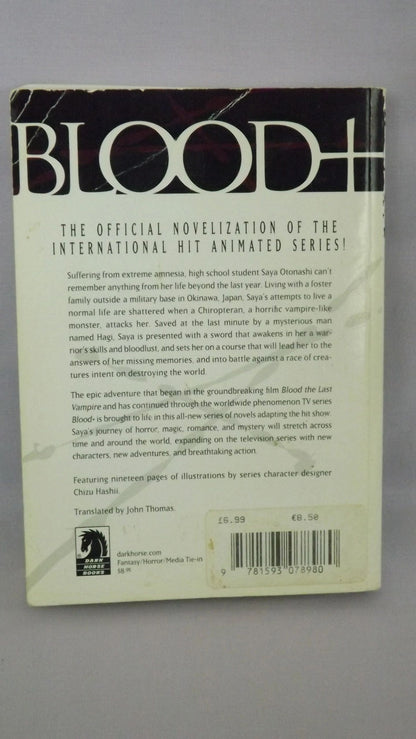 BLOOD+
THE OFFICIAL NOVELIZATION OF THE
INTERNATIONAL HIT ANIMATED SERIES!
Suffering from extreme amnesia, high school student Saya Otonashi can't
remember anything from her life beyond the last year. Living with a foster
family outside a military base in Okinawa, Japan. Saya's attempts to live a
normal life are shattered when a Chiropteran, a horrific vampire-like
monster, attacks her. Saved at the last minute by a mysterious man
named Hagi, Saya is presented with a sword that awakens in her a war-
rior's skills and bloodlust, and sets her on a course that will lead her to the
answers of her missing memories, and into battle against a race of crea-
tures intent on destroying the world.
The epic adventure that began in the groundbreaking film Blood the Last
Vampire and has continued through the worldwide phenomenon TV series
Blood+ is brought to life in this all-new series of novels adapting the hit show.
Saya's journey of horror, magic, romance, and mystery will stretch across
time and around the world, expanding on the television series with new
characters, new adventures, and breathtaking action.
Featuring nineteen pages of illustrations by series character designer
Chizu Hashii.
Translated by John Thomas.
£6.99 €8.50
DARK
HORSE
BOOKS
darkhorse.com
Fantasy/Horror/Media Tie-in
$8.95
9 781593 078980